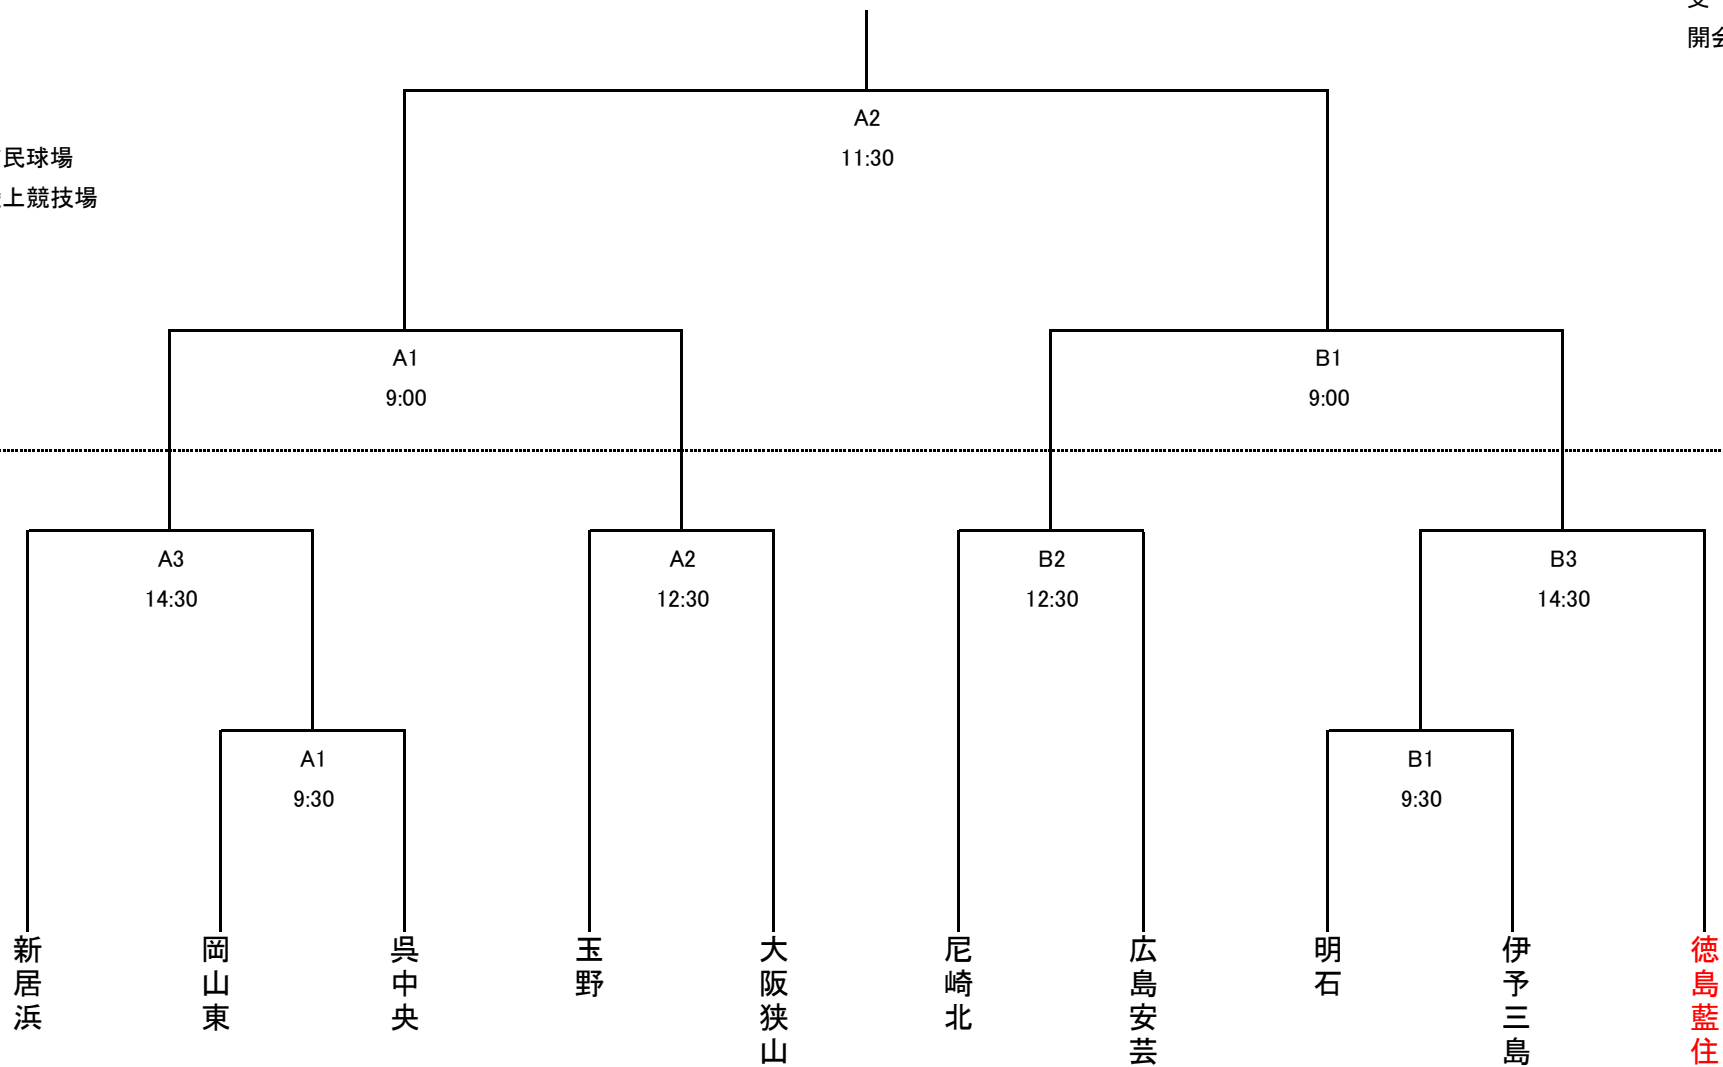 開会
A2
11:30
民球場
上競技場
A1
9:00
B1
9:00
A3
14:30
A2
12:30
B2
12:30
B3
14:30
A1
9:30
B1
9:30
新居浜
岡山東
呉中央
玉野
大阪狭山
尼崎北
広島安芸
明石
伊予三島
徳島藍住